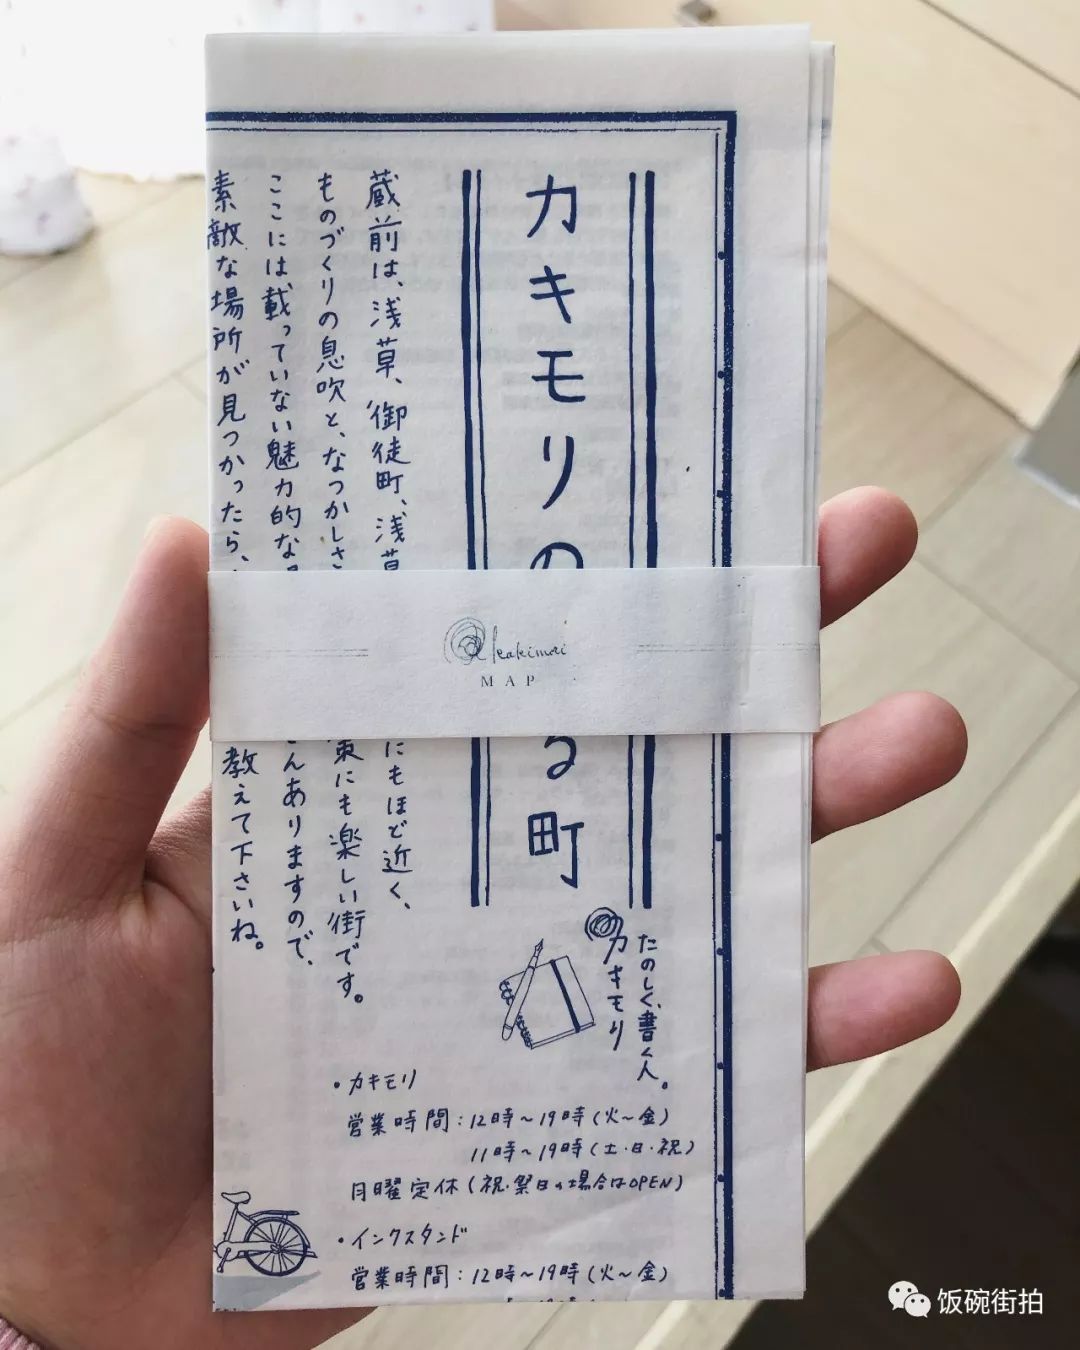 カキモリの
る町
蔵前は、浅草、御徒町、浅草
にもほど近く、
ものづくりの息吹と、なつかしさ
策にも楽しい街です。
ここには載っていない魅力的な
さんありますので、
素敵な場所が見つかったら、
教えて下さいね。
kakimori
MAP
たのしく、書く人。
カキモリ
・カキモリ
営業時間：12時〜19時(火〜金)
11時〜19時(土・日・祝)
月曜定休(祝・祭日の場合はOPEN)
・インクスタンド
営業時間：12時〜19時(火〜金)
饭碗街拍